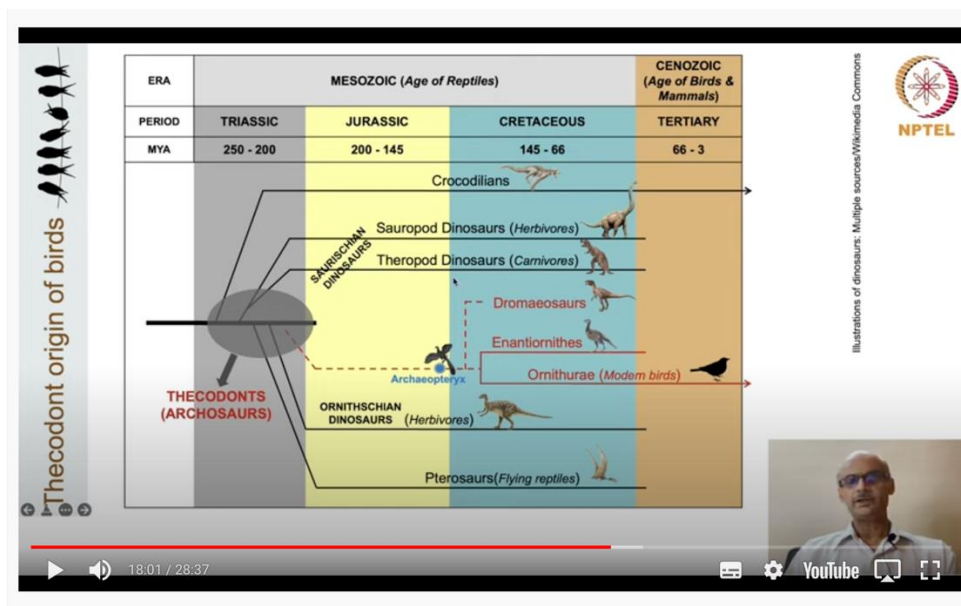 Thecodont origin of birds
ERA
MESOZOIC (Age of Reptiles)
CENOZOIC
(Age of Birds &
Mammals)
PERIOD
TRIASSIC
JURASSIC
CRETACEOUS
TERTIARY
MYA
250 - 200
200 - 145
145 - 66
66 - 3
Crocodilians
SAURISCHIAN
DINOSAURS
Sauropod Dinosaurs (Herbivores)
Theropod Dinosaurs (Carnivores)
Dromaeosaurs
Enantiornithes
Archaeopteryx
Ornithurae (Modern birds)
THECODONTS
(ARCHOSAURS)
ORNITHSCHIAN
DINOSAURS (Herbivores)
Pterosaurs(Flying reptiles)
Illustrations of dinosaurs: Multiple sources/Wikimedia Commons
NPTEL
18:01 / 28:37
YouTube